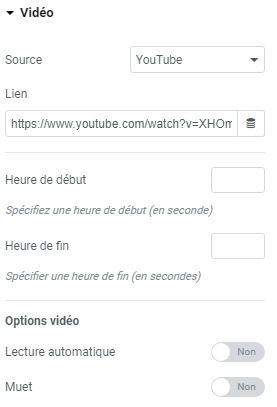 Vidéo
Source YouTube
Lien
https://www.youtube.com/watch?v=XHOm
Heure de début
Spécifiez une heure de début (en seconde)
Heure de fin
Spécifier une heure de fin (en secondes)
Options vidéo
Lecture automatique Non
Muet Non